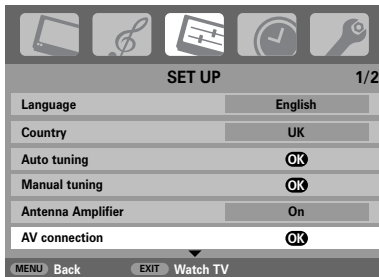 SET UP 1/2
Language English
Country UK
Auto tuning OK
Manual tuning OK
Antenna Amplifier On
AV connection OK
MENU Back EXIT Watch TV